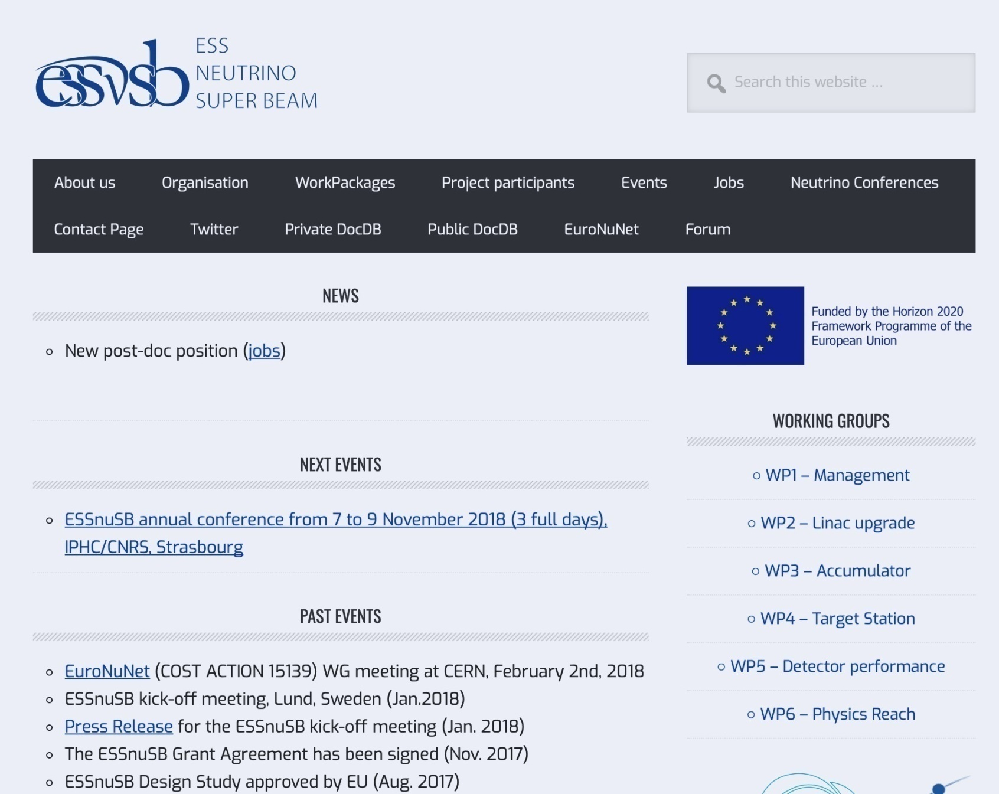 essνsb
ESS
NEUTRINO
SUPER BEAM
Search this website ...
About us Organisation WorkPackages Project participants Events Jobs Neutrino Conferences
Contact Page Twitter Private DocDB Public DocDB EuroNuNet Forum
NEWS
New post-doc position (jobs)
NEXT EVENTS
ESSnuSB annual conference from 7 to 9 November 2018 (3 full days),
IPHC/CNRS, Strasbourg
PAST EVENTS
EuroNuNet (COST ACTION 15139) WG meeting at CERN, February 2nd, 2018
ESSnuSB kick-off meeting, Lund, Sweden (Jan.2018)
Press Release for the ESSnuSB kick-off meeting (Jan. 2018)
The ESSnuSB Grant Agreement has been signed (Nov. 2017)
ESSnuSB Design Study approved by EU (Aug. 2017)
Funded by the Horizon 2020
Framework Programme of the
European Union
WORKING GROUPS
WP1 – Management
WP2 – Linac upgrade
WP3 – Accumulator
WP4 – Target Station
WP5 – Detector performance
WP6 – Physics Reach